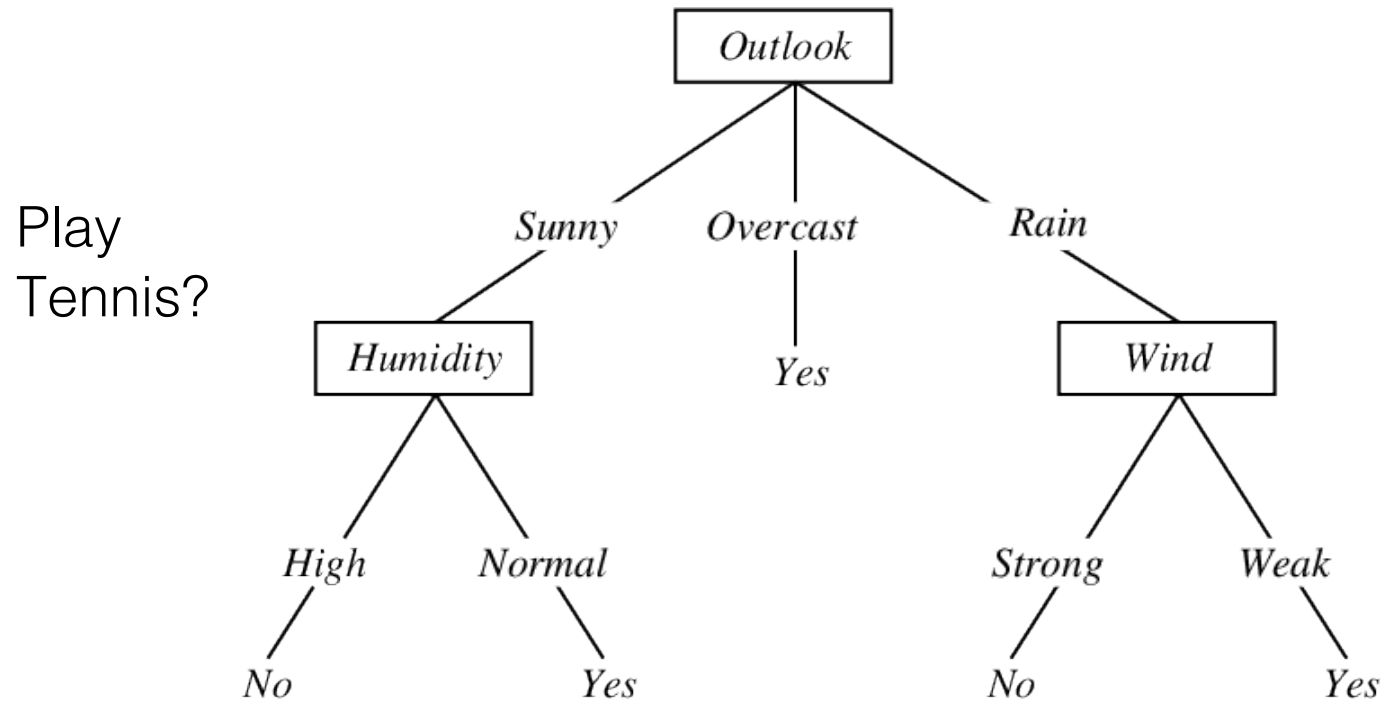 Outlook
Sunny Overcast Rain
Play
Tennis?
Humidity Yes Wind
High Normal Strong Weak
No Yes No Yes